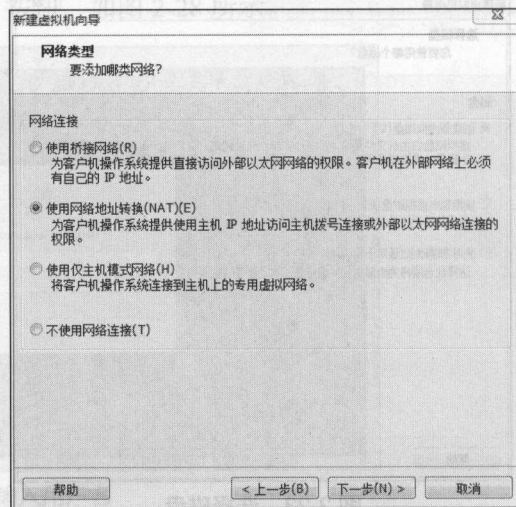 新建虚拟机向导
网络类型
要添加哪类网络?
网络连接
使用桥接网络(R)
为客户机操作系统提供直接访问外部以太网网络的权限。客户机在外部网络上必须
有自己的 IP 地址。
使用网络地址转换(NAT)(E)
为客户机操作系统提供使用主机 IP 地址访问主机拨号连接或外部以太网网络连接的
权限。
使用仅主机模式网络(H)
将客户机操作系统连接到主机上的专用虚拟网络。
不使用网络连接(T)
帮助
< 上一步(B)
下一步(N) >
取消